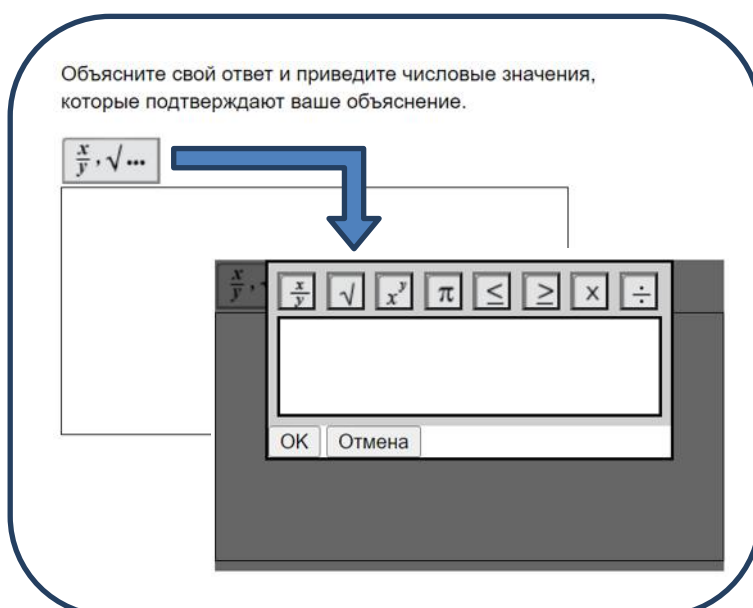 Объясните свой ответ и приведите числовые значения,
которые подтверждают ваше объяснение.
x/y, √ ...
x/y √ x^y π ≤ ≥ × ÷
OK Отмена